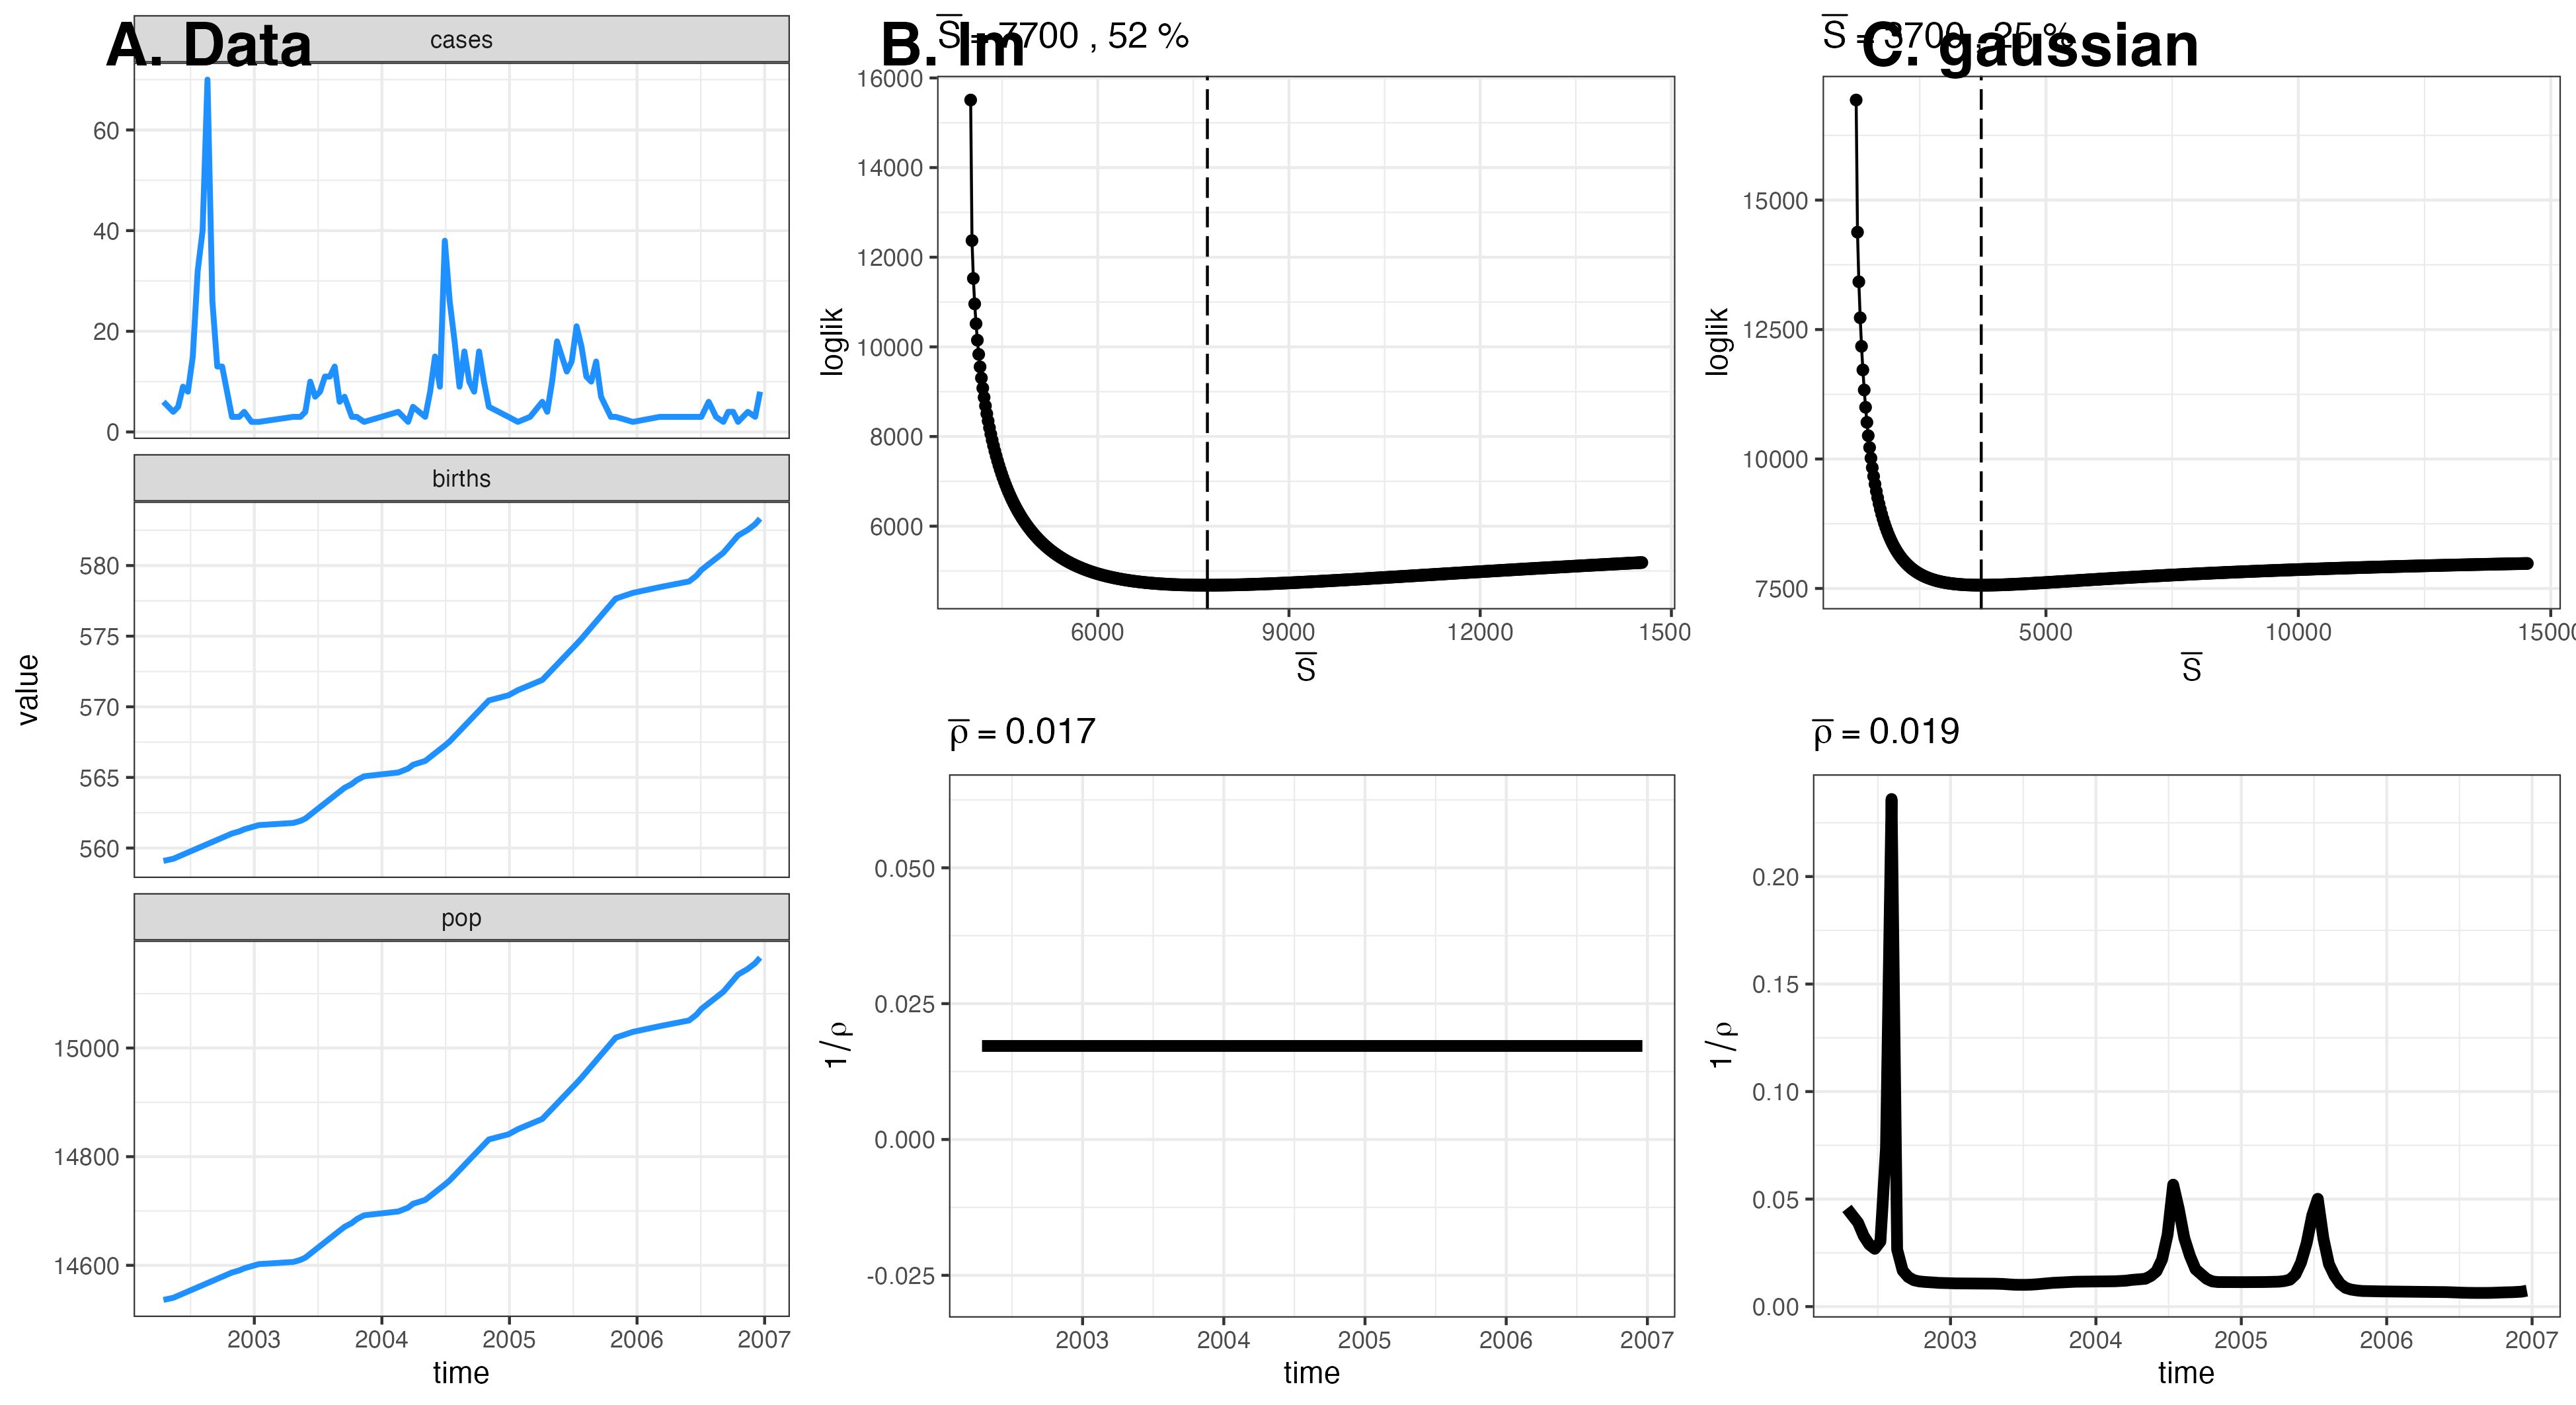 A. Data
cases
60
40
20
0
births
580
575
570
565
560
pop
15000
14800
14600
2003 2004 2005 2006 2007
time
value
B. lm
S̅ = 7700 , 52 %
16000
14000
12000
10000
8000
6000
loglik
6000 9000 12000 1500
S̅
ρ̅ = 0.017
0.050
0.025
0.000
-0.025
1/ρ
2003 2004 2005 2006 2007
time
C. gaussian
S̅ = 3700 , 25 %
15000
12500
10000
7500
loglik
5000 10000 15000
S̅
ρ̅ = 0.019
0.20
0.15
0.10
0.05
0.00
1/ρ
2003 2004 2005 2006 2007
time